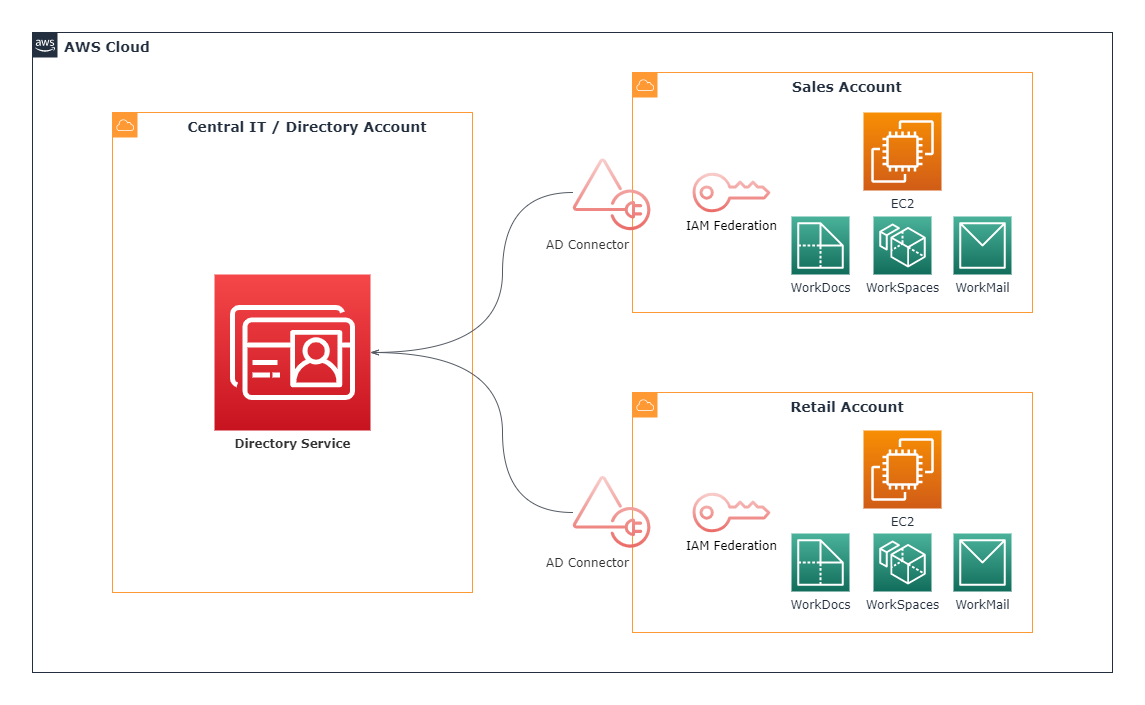 aws
AWS Cloud
Central IT / Directory Account
Directory Service
AD Connector
Sales Account
IAM Federation
EC2
WorkDocs
WorkSpaces
WorkMail
AD Connector
Retail Account
IAM Federation
EC2
WorkDocs
WorkSpaces
WorkMail